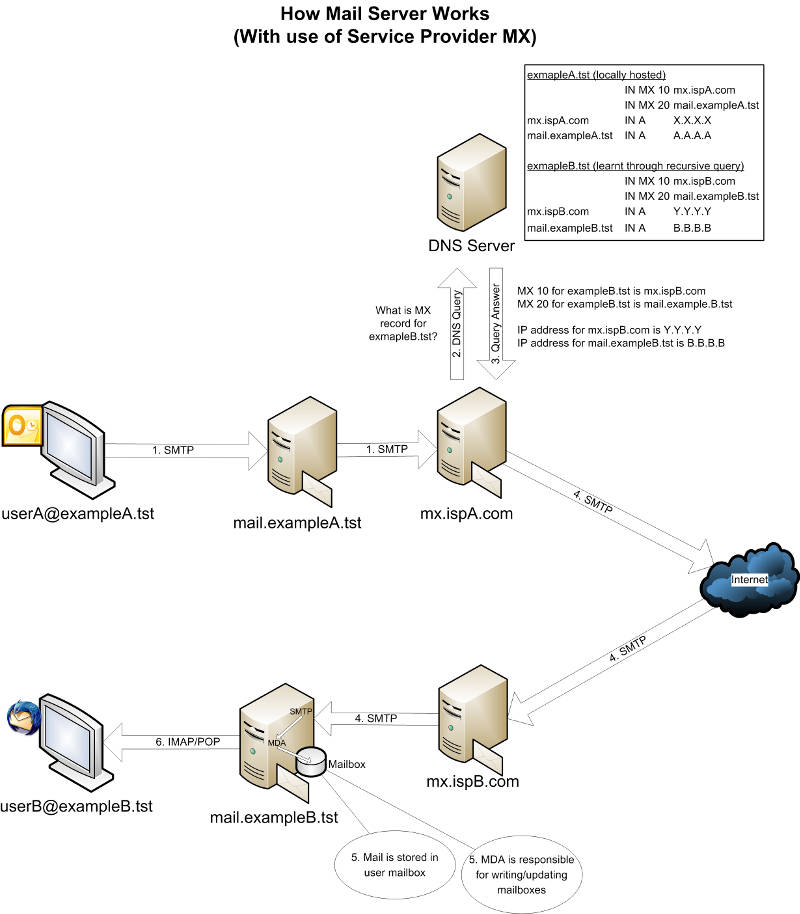 How Mail Server Works
(With use of Service Provider MX)
exmapleA.tst (locally hosted)
IN MX 10 mx.ispA.com
IN MX 20 mail.exampleA.tst
mx.ispA.com IN A X.X.X.X
mail.exampleA.tst IN A A.A.A.A
exmapleB.tst (learnt through recursive query)
IN MX 10 mx.ispB.com
IN MX 20 mail.exampleB.tst
mx.ispB.com IN A Y.Y.Y.Y
mail.exampleB.tst IN A B.B.B.B
DNS Server
What is MX
record for
exmapleB.tst?
2. DNS Query
3. Query Answer
MX 10 for exampleB.tst is mx.ispB.com
MX 20 for exampleB.tst is mail.example.B.tst
IP address for mx.ispB.com is Y.Y.Y.Y
IP address for mail.exampleB.tst is B.B.B.B
1. SMTP
1. SMTP
userA@exampleA.tst
mail.exampleA.tst
mx.ispA.com
4. SMTP
Internet
4. SMTP
SMTP
4. SMTP
6. IMAP/POP
MDA
Mailbox
mx.ispB.com
userB@exampleB.tst
mail.exampleB.tst
5. Mail is stored in
user mailbox
5. MDA is responsible
for writing/updating
mailboxes